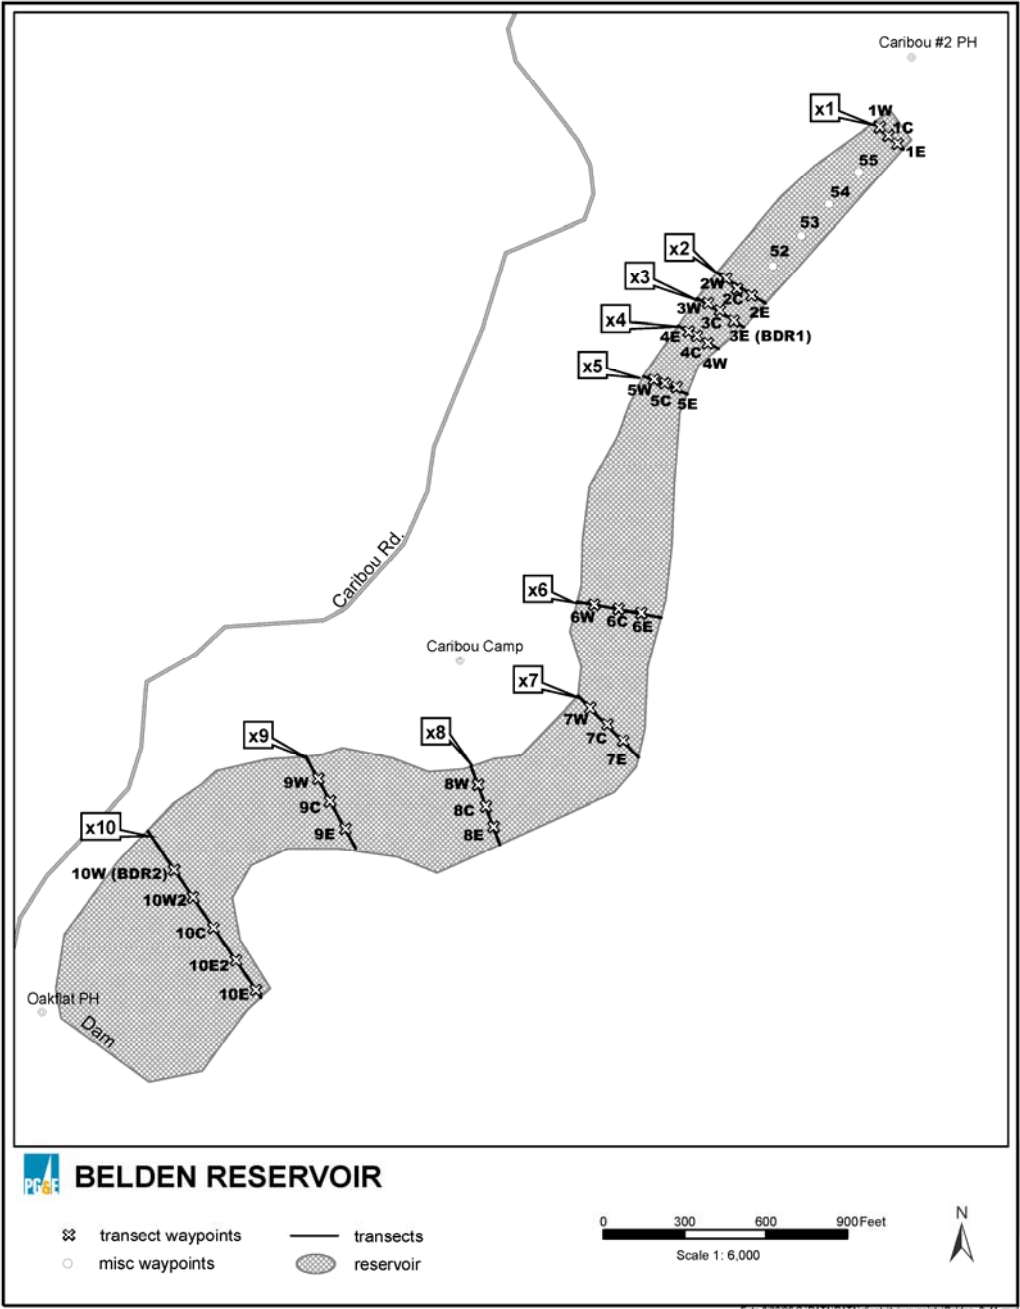 Caribou #2 PH
x1
1W
1C
1E
55
54
53
52
x2
2W
2C
2E
x3
3W
3C
3E (BDR1)
x4
4E
4C
4W
x5
5W
5C
5E
Caribou Rd.
x6
6W
6C
6E
Caribou Camp
x7
7W
7C
7E
x8
8W
8C
8E
x9
9W
9C
9E
x10
10W (BDR2)
10W2
10C
10E2
10E
Oakflat PH
Dam
PG&E
BELDEN RESERVOIR
transect waypoints
transects
misc waypoints
reservoir
0 300 600 900 Feet
Scale 1: 6,000
N